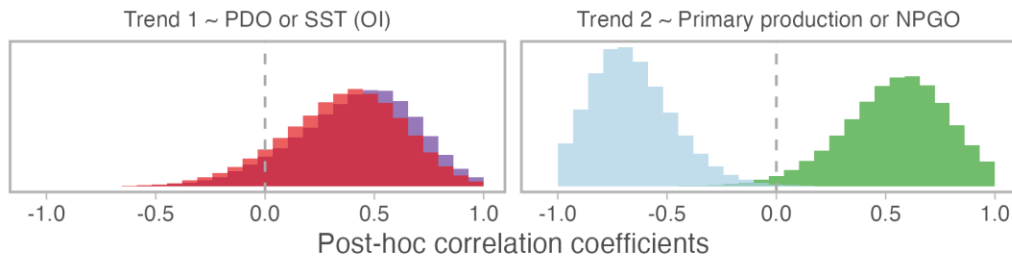 Trend 1 ~ PDO or SST (OI)
Trend 2 ~ Primary production or NPGO
-1.0 -0.5 0.0 0.5 1.0
-1.0 -0.5 0.0 0.5 1.0
Post-hoc correlation coefficients